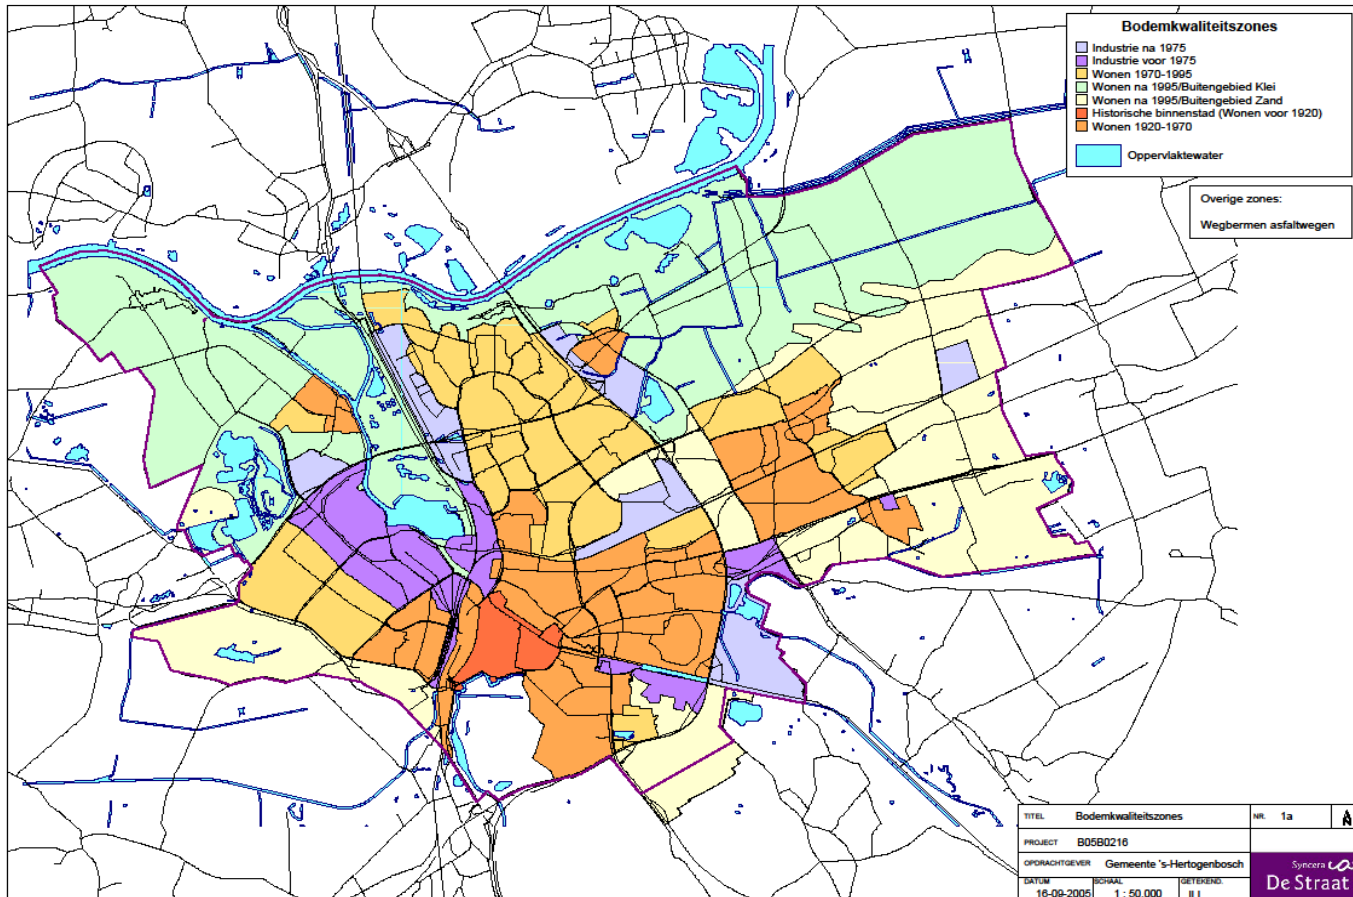 Bodemkwaliteitszones
Industrie na 1975
Industrie voor 1975
Wonen 1970-1995
Wonen na 1995/Buitengebied Klei
Wonen na 1995/Buitengebied Zand
Historische binnenstad (Wonen voor 1920)
Wonen 1920-1970
Oppervlaktewater
Overige zones:
Wegbermen asfaltwegen
TITEL Bodemkwaliteitszones NR. 1a
PROJECT B05B0216
OPDRACHTGEVER Gemeente 's-Hertogenbosch
DATUM SCHAAL GETEKEND.
16-09-2005 1 : 50.000
Syncera
De Straat